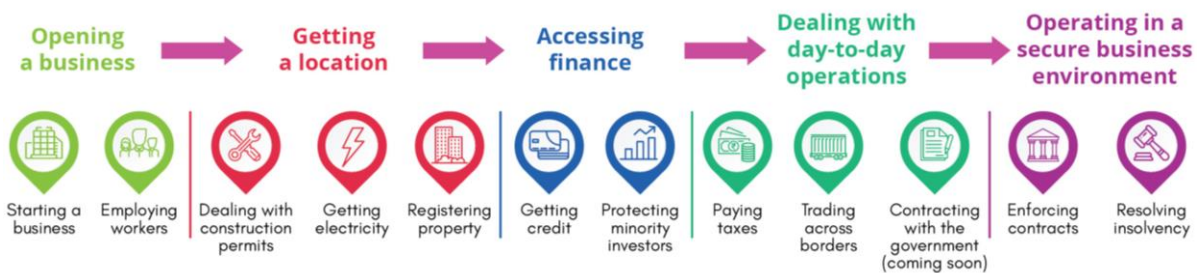 Opening
a business
Getting
a location
Accessing
finance
Dealing with
day-to-day
operations
Operating in a
secure business
environment
Starting a
business
Employing
workers
Dealing with
construction
permits
Getting
electricity
Registering
property
Getting
credit
Protecting
minority
investors
Paying
taxes
Trading
across
borders
Contracting
with the
government
(coming soon)
Enforcing
contracts
Resolving
insolvency